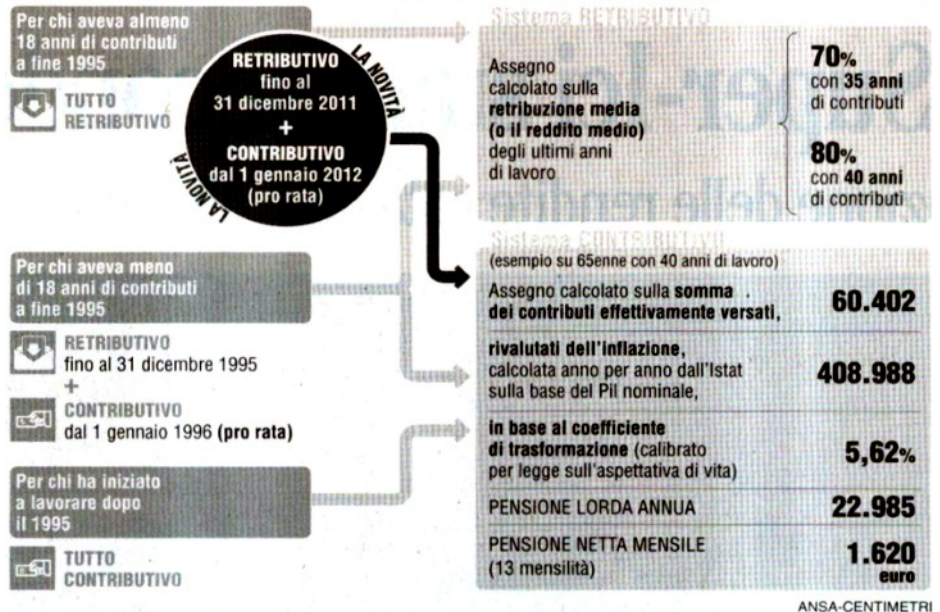 Per chi aveva almeno
18 anni di contributi
a fine 1995
TUTTO
RETRIBUTIVO
LA NOVITÀ
RETRIBUTIVO
fino al
31 dicembre 2011
+
CONTRIBUTIVO
dal 1 gennaio 2012
(pro rata)
LA NOVITÀ
Per chi aveva meno
di 18 anni di contributi
a fine 1995
RETRIBUTIVO
fino al 31 dicembre 1995
+
CONTRIBUTIVO
dal 1 gennaio 1996 (pro rata)
Per chi ha iniziato
a lavorare dopo
il 1995
TUTTO
CONTRIBUTIVO
Sistema RETRIBUTIVO
Assegno
calcolato sulla
retribuzione media
(o il reddito medio)
degli ultimi anni
di lavoro
70%
con 35 anni
di contributi
80%
con 40 anni
di contributi
Sistema CONTRIBUTIVO
(esempio su 65enne con 40 anni di lavoro)
Assegno calcolato sulla somma
dei contributi effettivamente versati,
60.402
rivalutati dell'inflazione,
calcolata anno per anno dall'Istat
sulla base del Pil nominale,
408.988
in base al coefficiente
di trasformazione (calibrato
per legge sull'aspettativa di vita)
5,62%
PENSIONE LORDA ANNUA
22.985
PENSIONE NETTA MENSILE
(13 mensilità)
1.620
euro
ANSA-CENTIMETRI